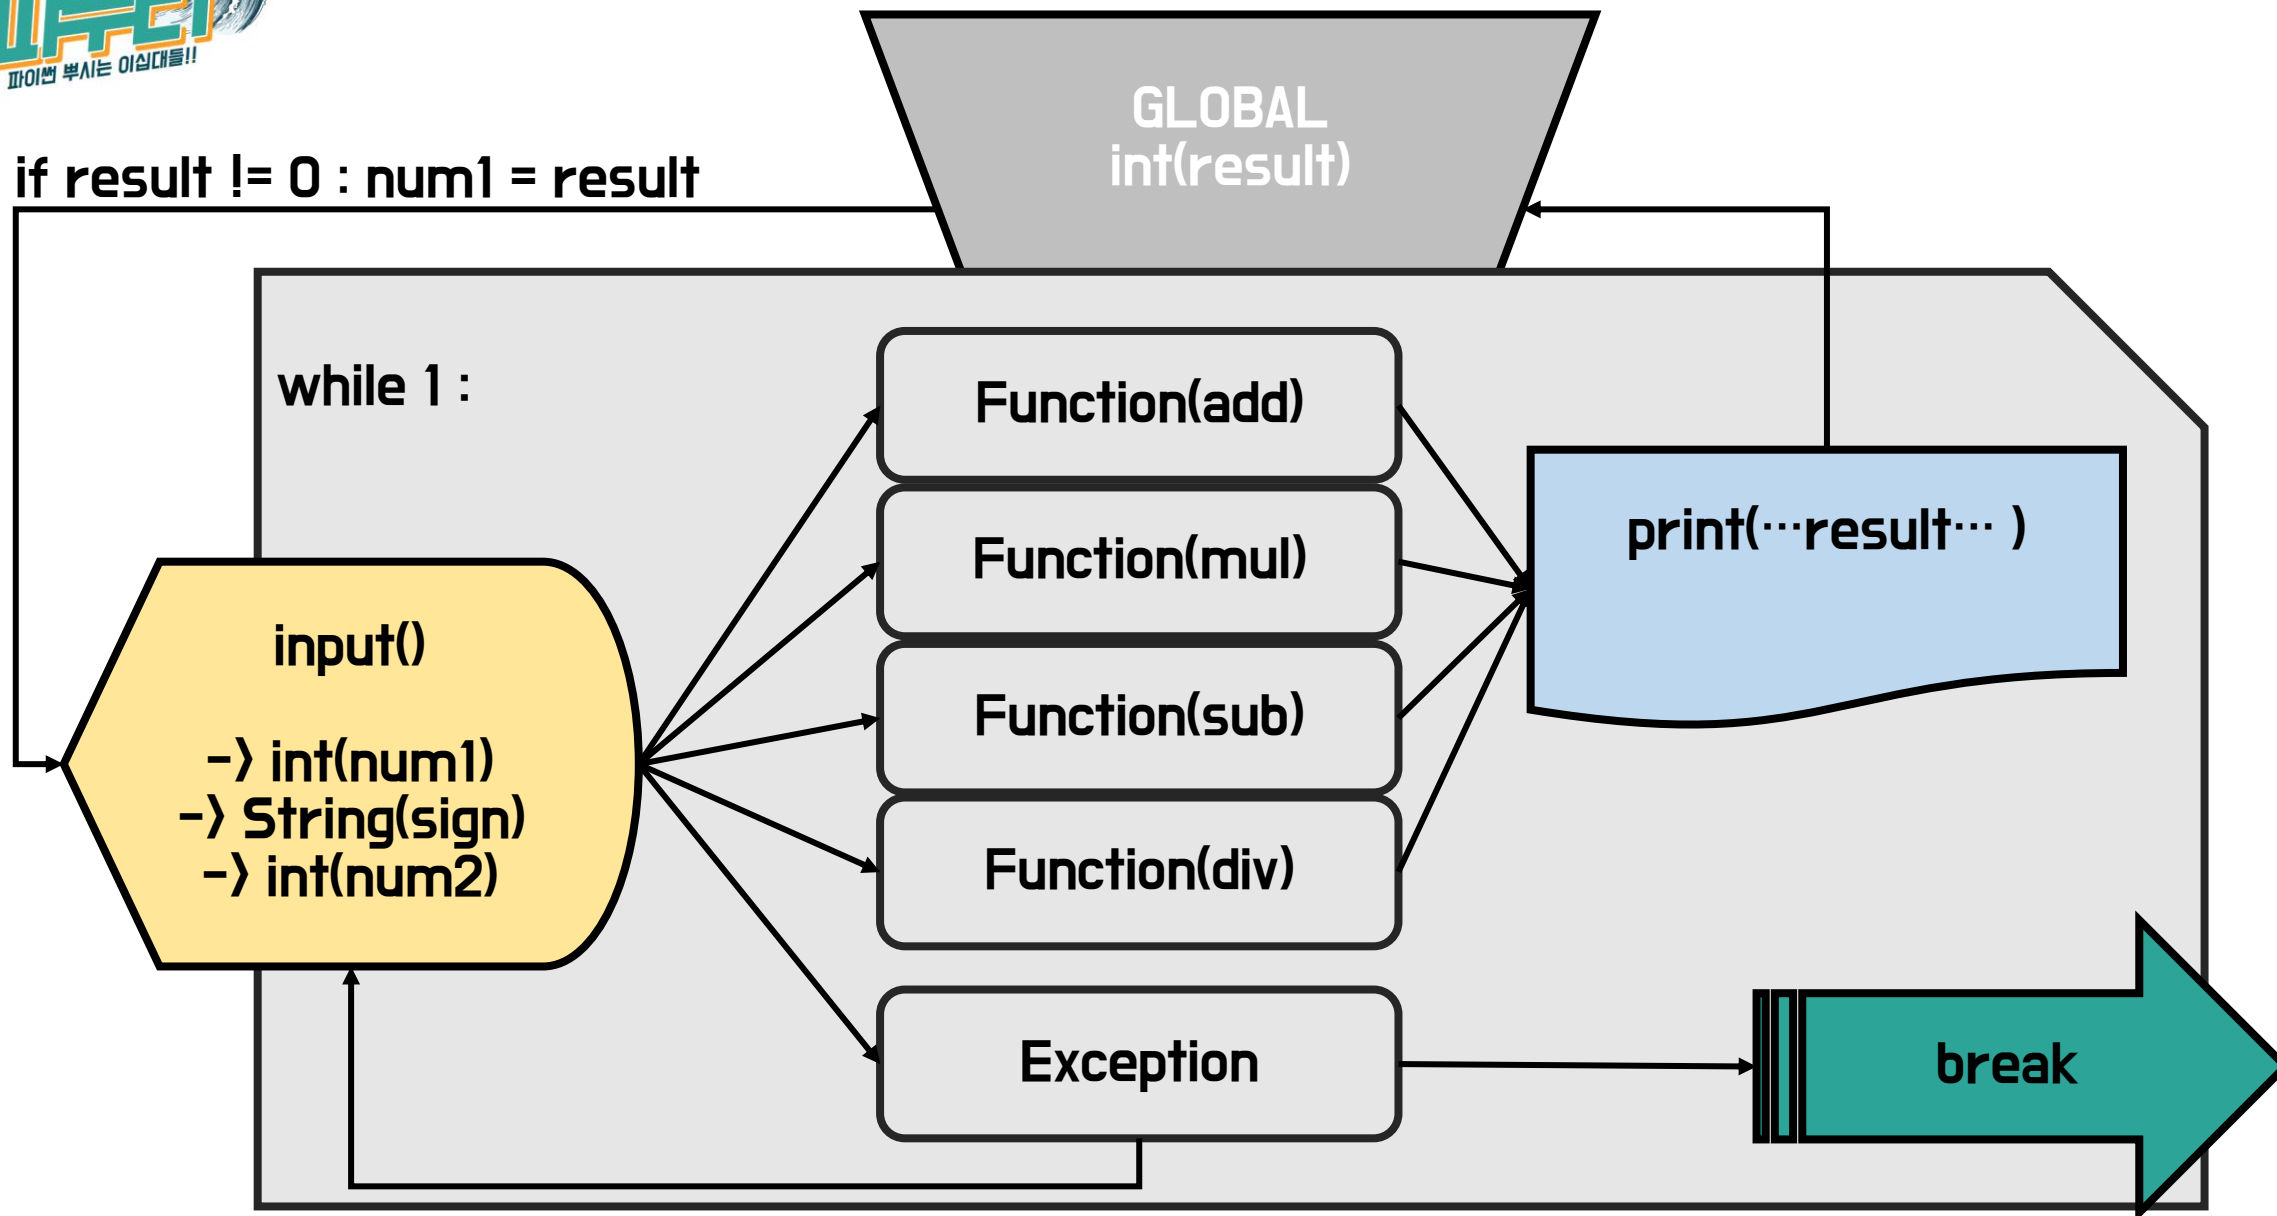 파이썬 뿌시는 이십대들!!
GLOBAL
int(result)
if result != 0 : num1 = result
while 1 :
Function(add)
Function(mul)
Function(sub)
Function(div)
Exception
print(···result··· )
input()
-> int(num1)
-> String(sign)
-> int(num2)
break